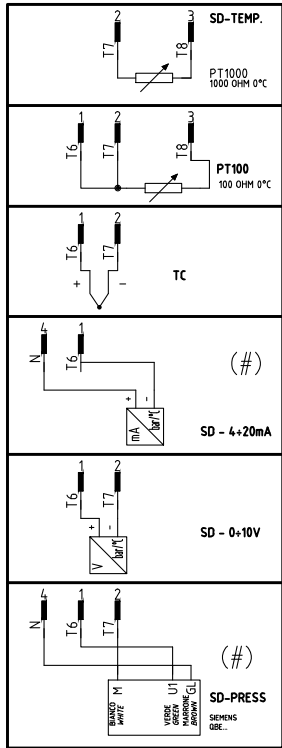 2 3 SD-TEMP.
T7 T8
PT1000
1000 OHM 0°C
1 2 3
T6 T7 T8
PT100
100 OHM 0°C
1 2
T6 T7
TC
+ -
4 1
N T6
(#)
+ -
mA bar/°C
SD - 4÷20mA
1 2
T6 T7
+ -
SD - 0÷10V
V bar/°C
4 1 2
N T6 T7
(#)
M U1 GL
SD-PRESS
BIANCO WHITE
VERDE GREEN
MARRONE BROWN
SIEMENS
QBE...